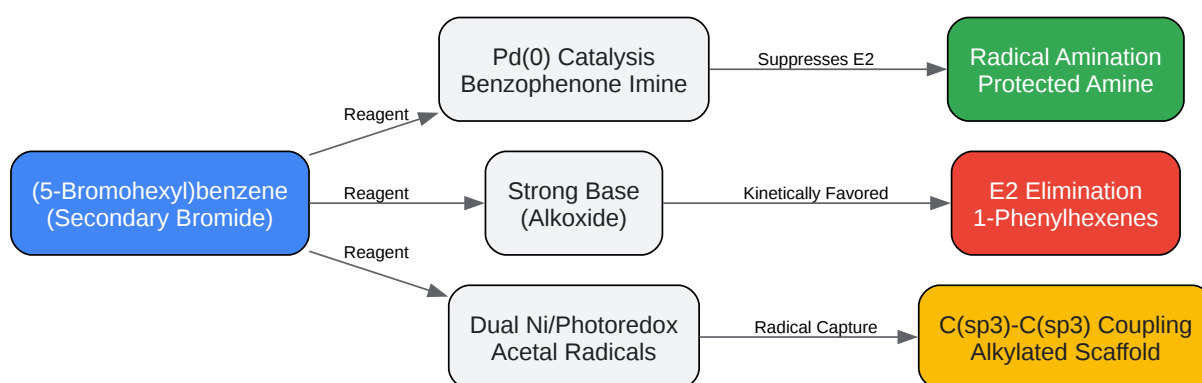 Pd(0) Catalysis
Benzophenone Imine
Suppresses E2
Radical Amination
Protected Amine
Reagent
(5-Bromohexyl)benzene
(Secondary Bromide)
Reagent
Strong Base
(Alkoxide)
Kinetically Favored
E2 Elimination
1-Phenylhexenes
Reagent
Dual Ni/Photoredox
Acetal Radicals
Radical Capture
C(sp3)-C(sp3) Coupling
Alkylated Scaffold